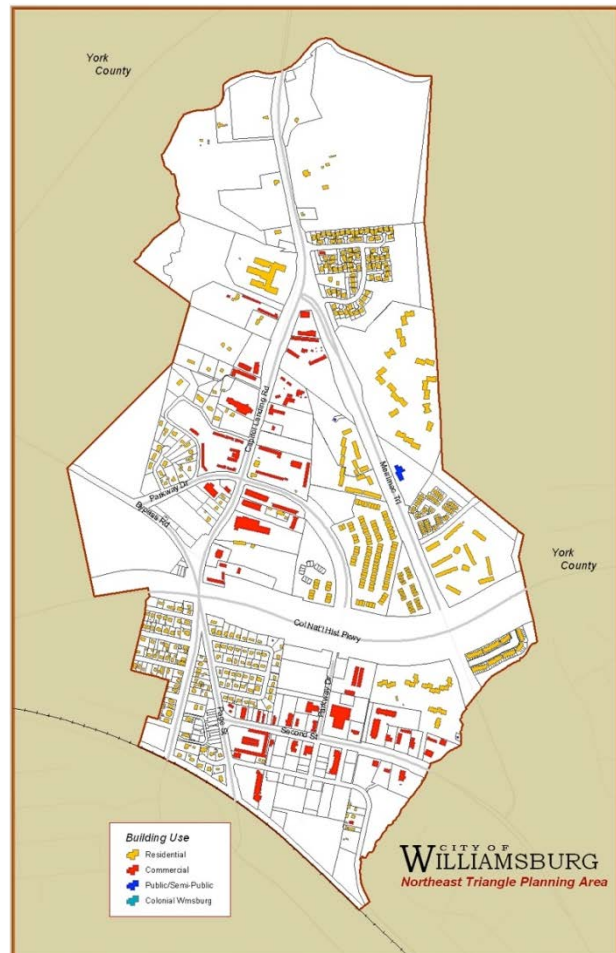 York
County
Capitol Landing Rd
Merrimac Trl
Parkway Dr
Bypass Rd
York
County
Col Nat'l Hist Pkwy
Parkway Dr
Page St
Second St
Building Use
Residential
Commercial
Public/Semi-Public
Colonial Wmsburg
CITY OF
WILLIAMSBURG
Northeast Triangle Planning Area